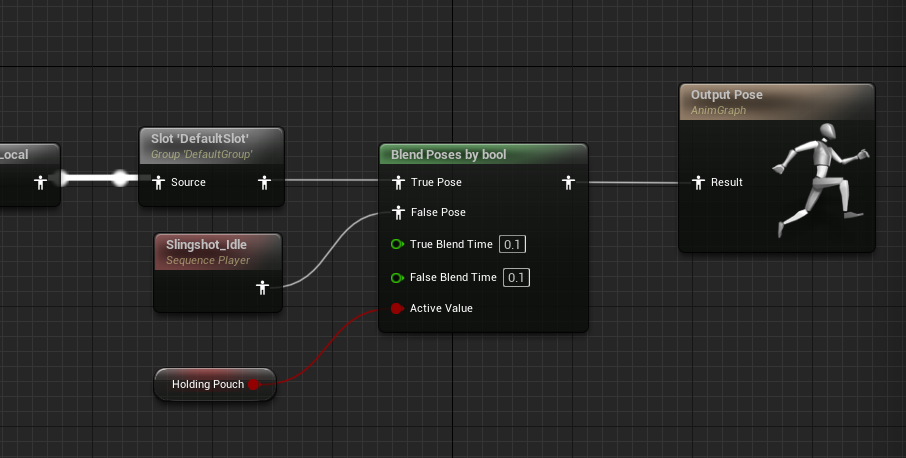 Local
Slot 'DefaultSlot'
Group 'DefaultGroup'
Source
Slingshot_Idle
Sequence Player
Holding Pouch
Blend Poses by bool
True Pose
False Pose
True Blend Time 0.1
False Blend Time 0.1
Active Value
Output Pose
AnimGraph
Result